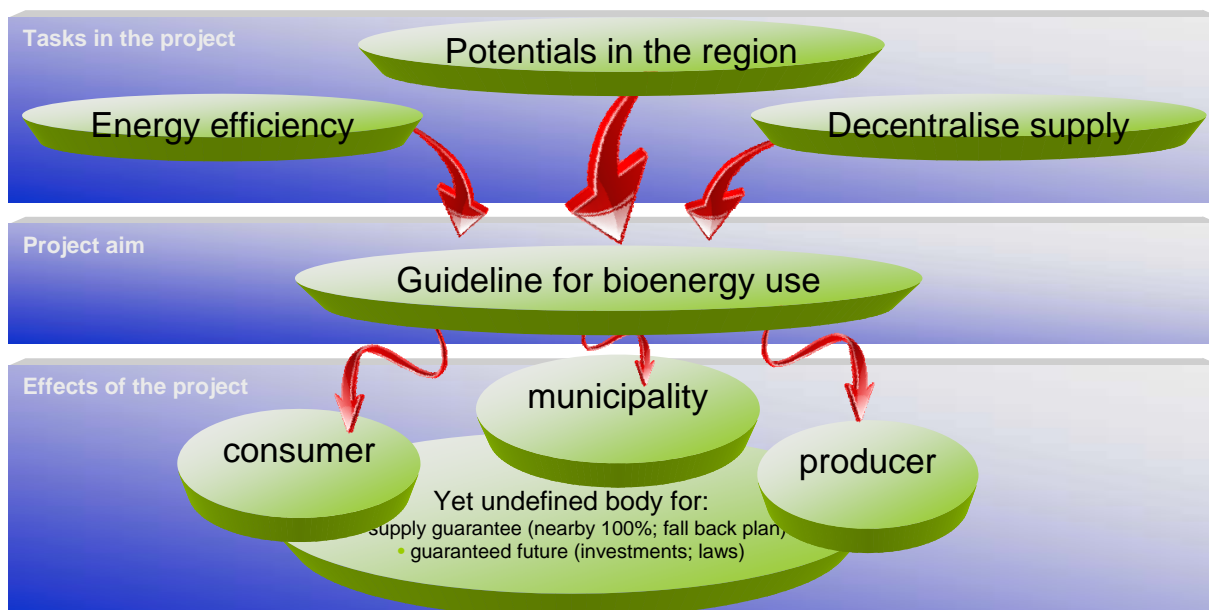 Tasks in the project
Potentials in the region
Energy efficiency
Decentralise supply
Project aim
Guideline for bioenergy use
Effects of the project
municipality
consumer
producer
Yet undefined body for:
supply guarantee (nearby 100%; fall back plan)
• guaranteed future (investments; laws)